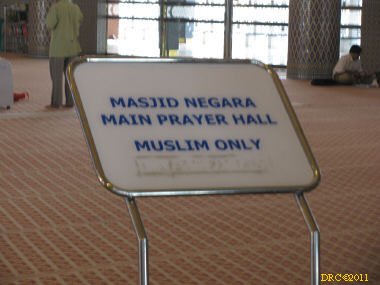 MASJID NEGARA
MAIN PRAYER HALL
MUSLIM ONLY
DRC©2011